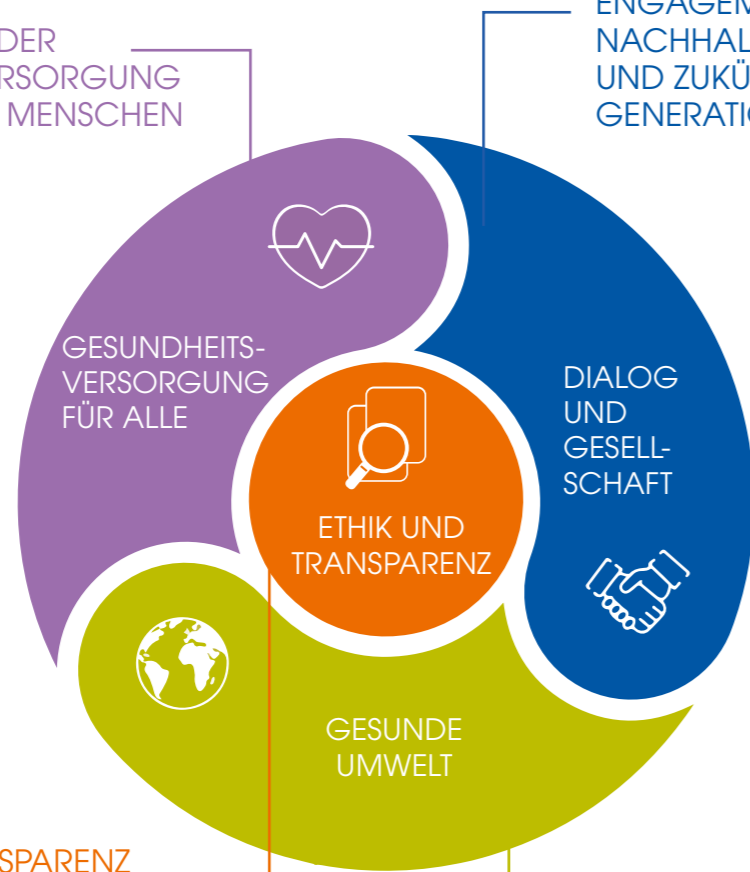 DER
RSORGUNG
MENSCHEN
ENGAGEM
NACHHAL
UND ZUKÜ
GENERATI
GESUNDHEITS-
VERSORGUNG
FÜR ALLE
DIALOG
UND
GESELL-
SCHAFT
ETHIK UND
TRANSPARENZ
GESUNDE
UMWELT
SPARENZ